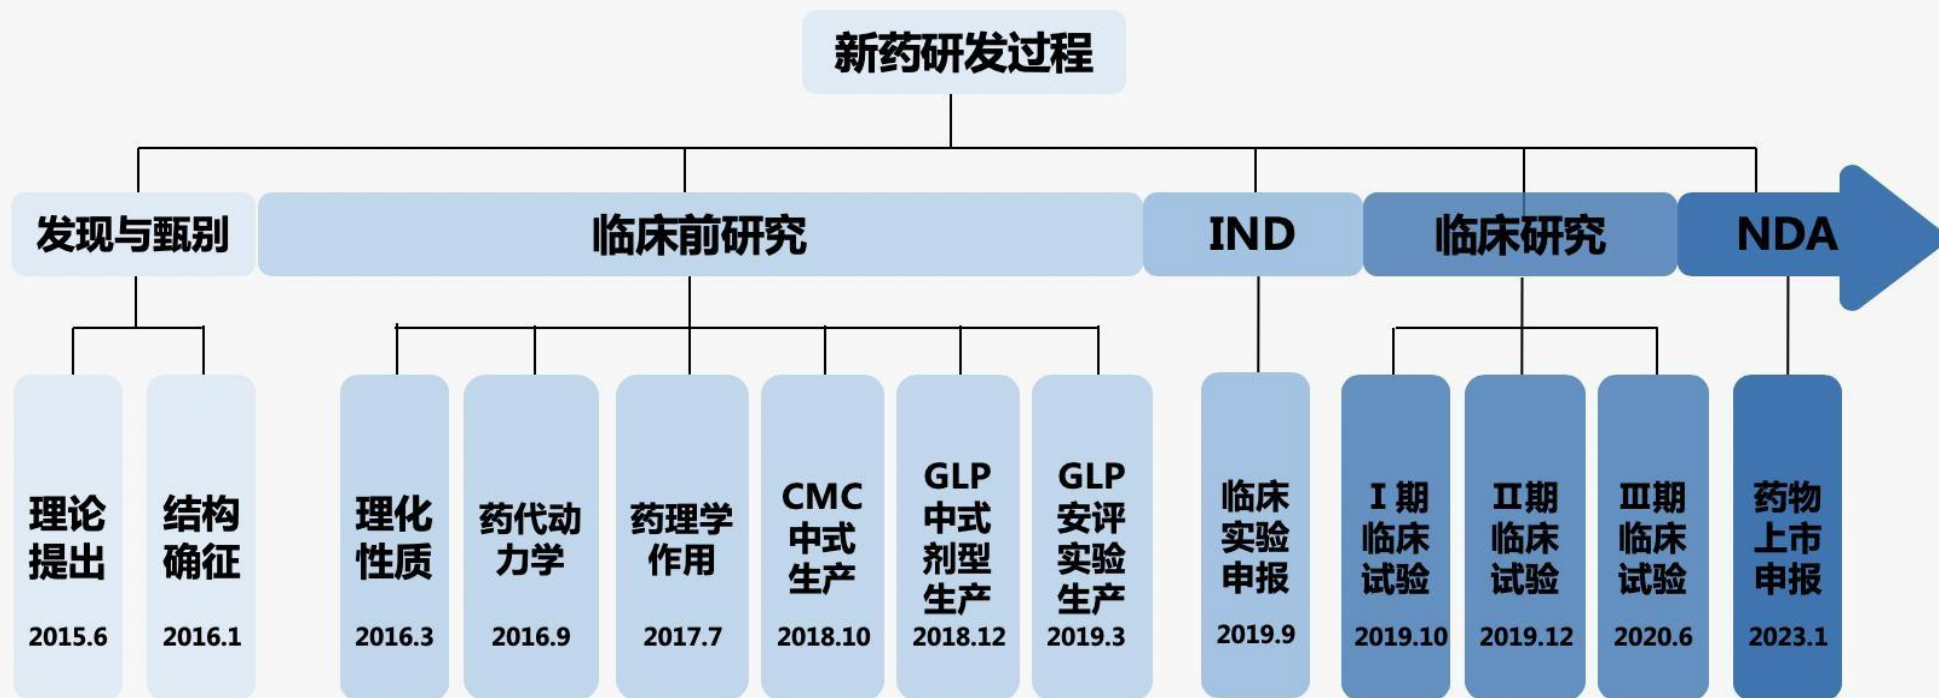 新药研发过程
发现与甄别
临床前研究
IND
临床研究
NDA
理论
提出
2015.6
结构
确征
2016.1
理化
性质
2016.3
药代动
力学
2016.9
药理学
作用
2017.7
CMC
中式
生产
2018.10
GLP
中式
剂型
生产
2018.12
GLP
安评
实验
生产
2019.3
临床
实验
申报
2019.9
Ⅰ期
临床
试验
2019.10
Ⅱ期
临床
试验
2019.12
Ⅲ期
临床
试验
2020.6
药物
上市
申报
2023.1